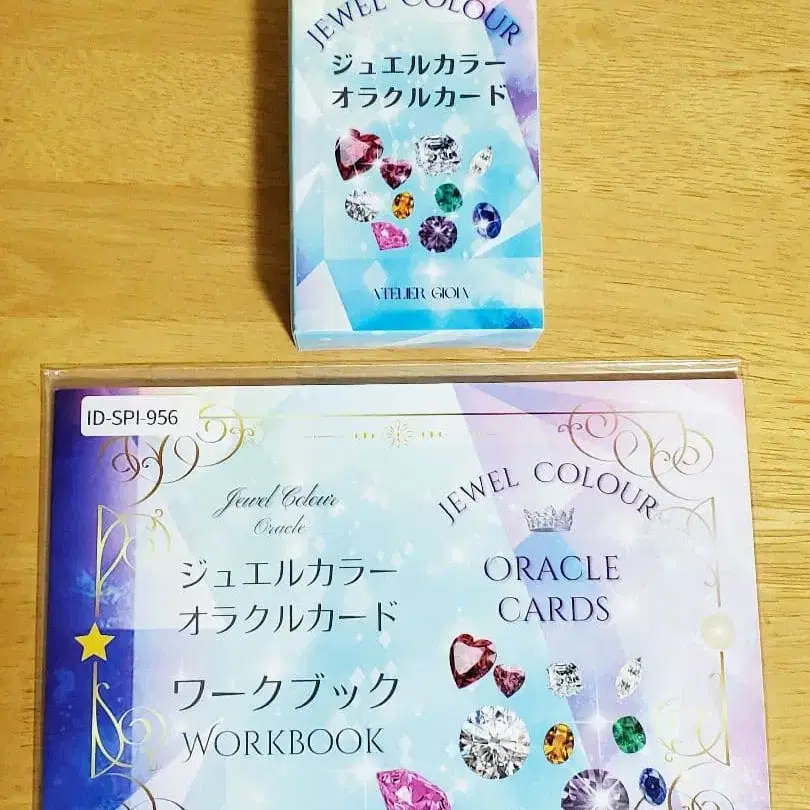 JEWEL COLOUR
ジュエルカラー
オラクルカード
ATELIER GIOIA
ID-SPI-956
Jewel Colour
Oracle
ジュエルカラー
オラクルカード
ワークブック
WORKBOOK
JEWEL COLOUR
ORACLE
CARDS